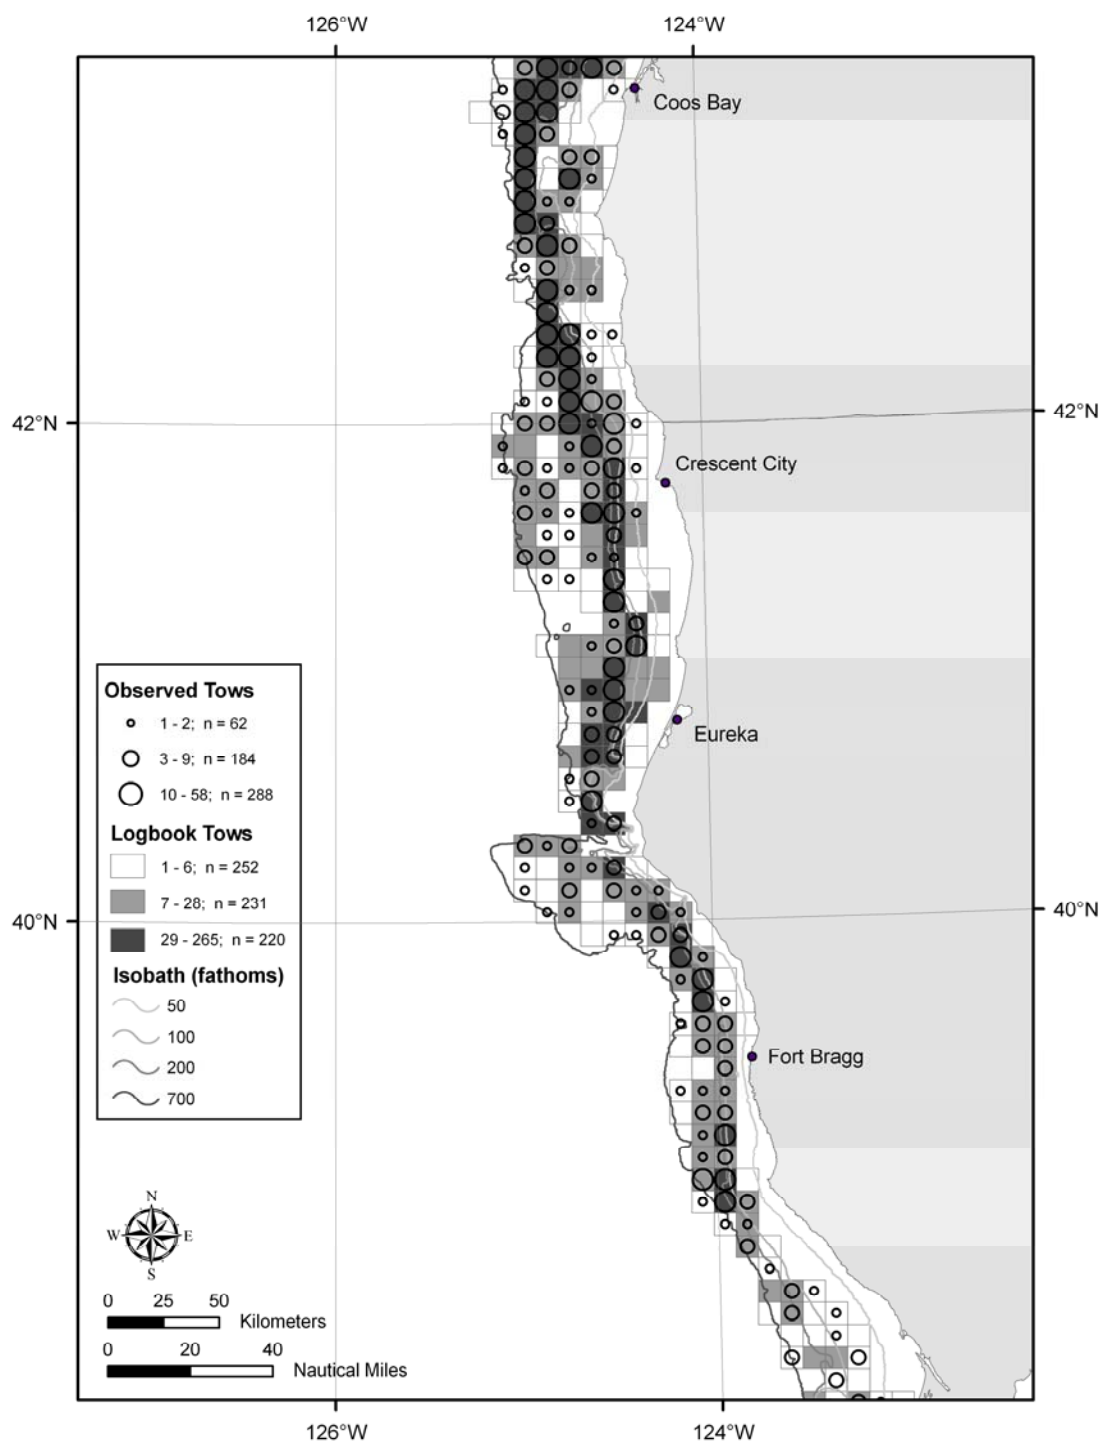 126°W 124°W
Coos Bay
42°N 42°N
Crescent City
Eureka
Observed Tows
1 - 2; n = 62
3 - 9; n = 184
10 - 58; n = 288
Logbook Tows
1 - 6; n = 252
7 - 28; n = 231
29 - 265; n = 220
Isobath (fathoms)
50
100
200
700
40°N 40°N
Fort Bragg
N
W E
S
0 25 50
Kilometers
0 20 40
Nautical Miles
126°W 124°W